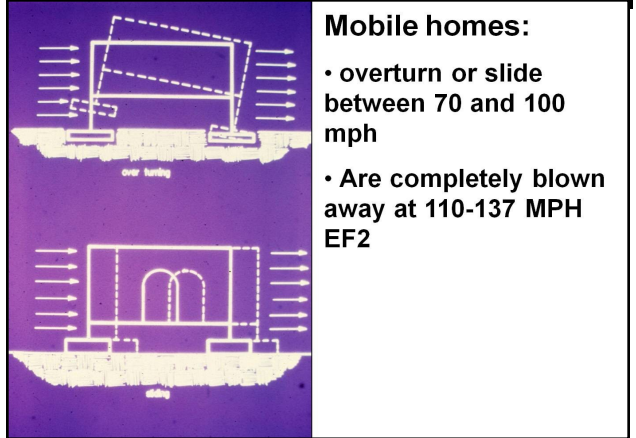 Mobile homes:
• overturn or slide
between 70 and 100
mph
• Are completely blown
away at 110-137 MPH
EF2
over turning
sliding